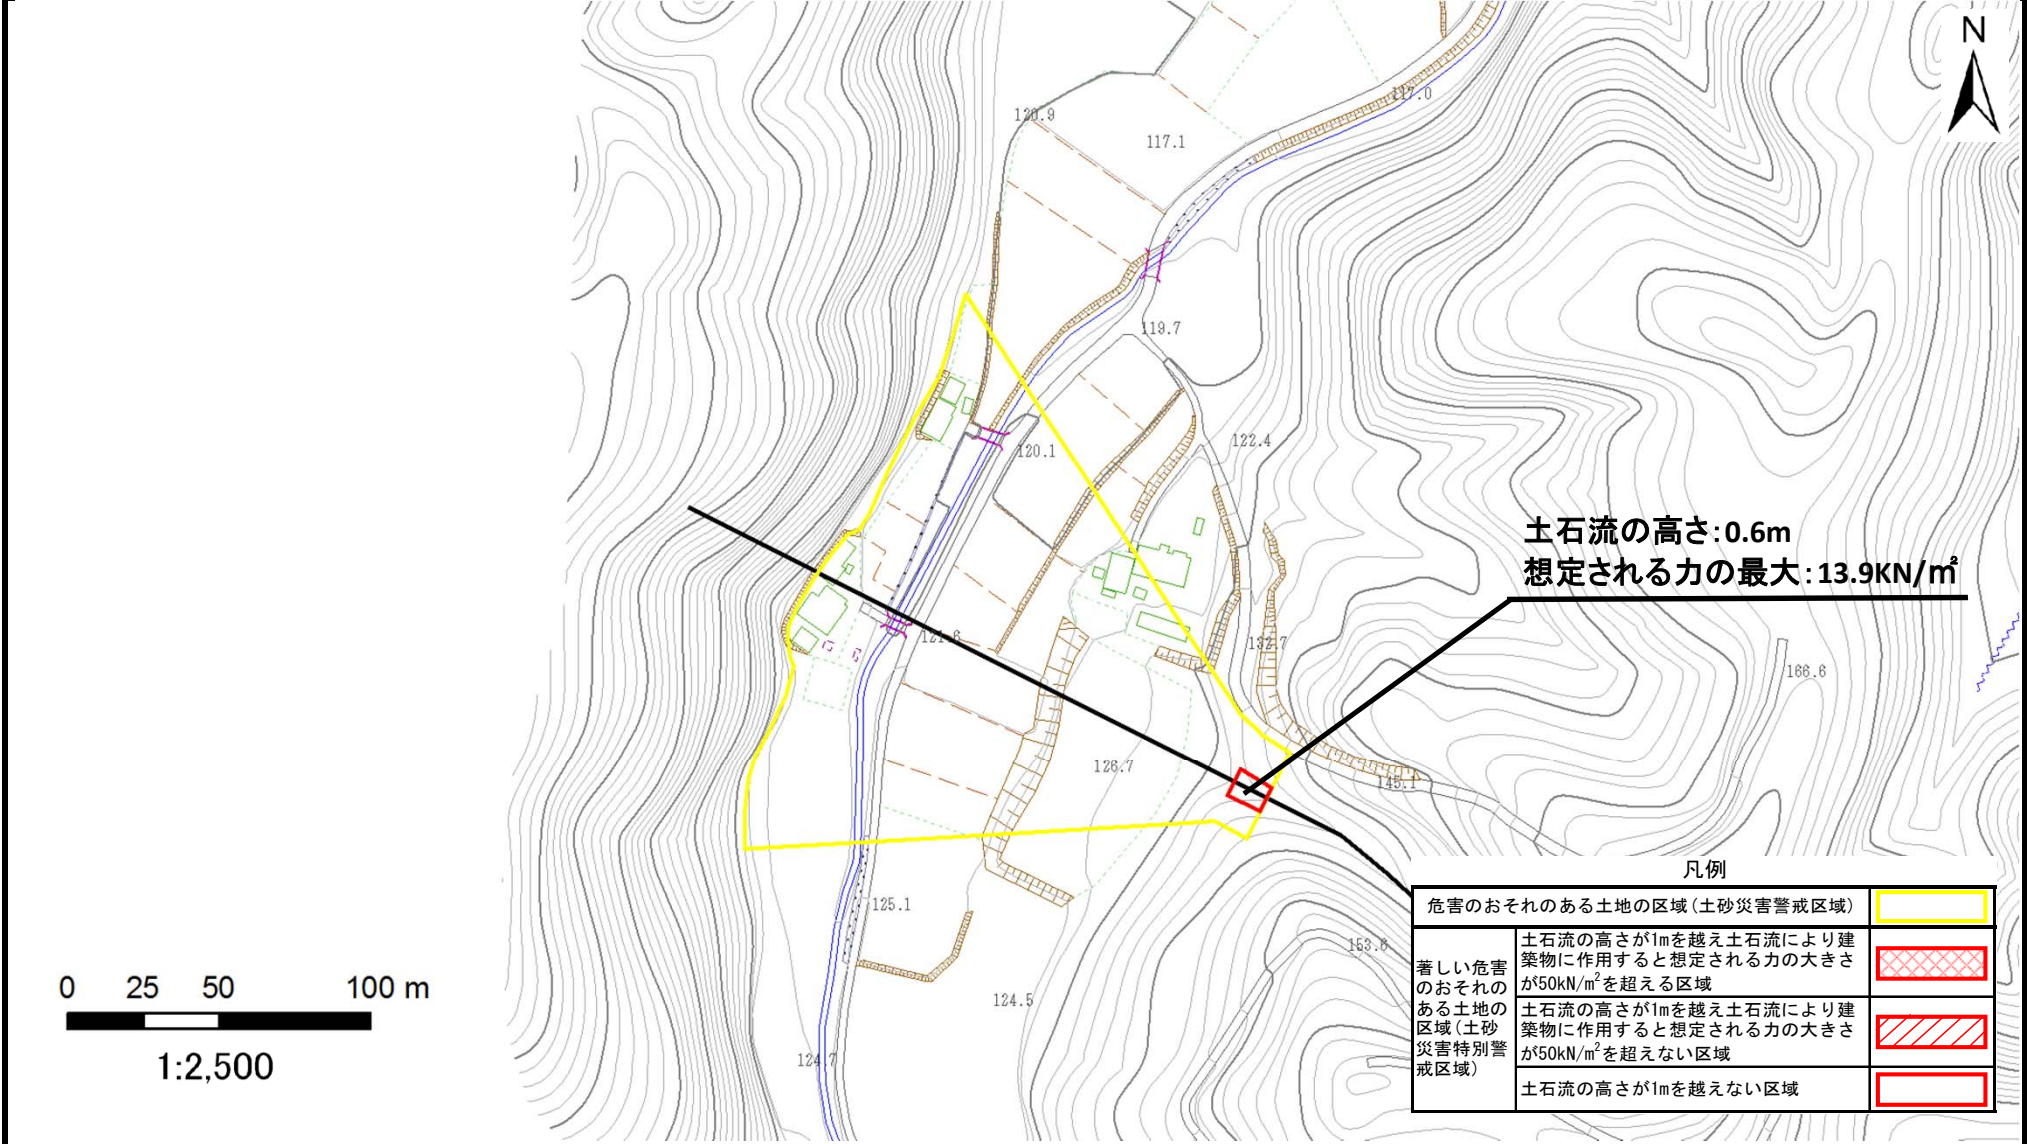 N
117.0
120.9
117.1
119.7
122.4
120.1
土石流の高さ:0.6m
想定される力の最大:13.9KN/㎡
121.6
132.7
166.6
126.7
145.1
125.1
153.6
124.5
124.7
0 25 50 100 m
1:2,500
凡例
危害のおそれのある土地の区域(土砂災害警戒区域)
著しい危害
のおそれの
ある土地の
区域(土砂
災害特別警
戒区域)
土石流の高さが1mを越え土石流により建
築物に作用すると想定される力の大きさ
が50kN/m²を超える区域
土石流の高さが1mを越え土石流により建
築物に作用すると想定される力の大きさ
が50kN/m²を超えない区域
土石流の高さが1mを越えない区域